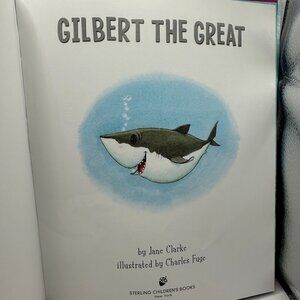 GILBERT THE GREAT
by Jane Clarke
illustrated by Charles Fuge
STERLING CHILDREN'S BOOKS
New York